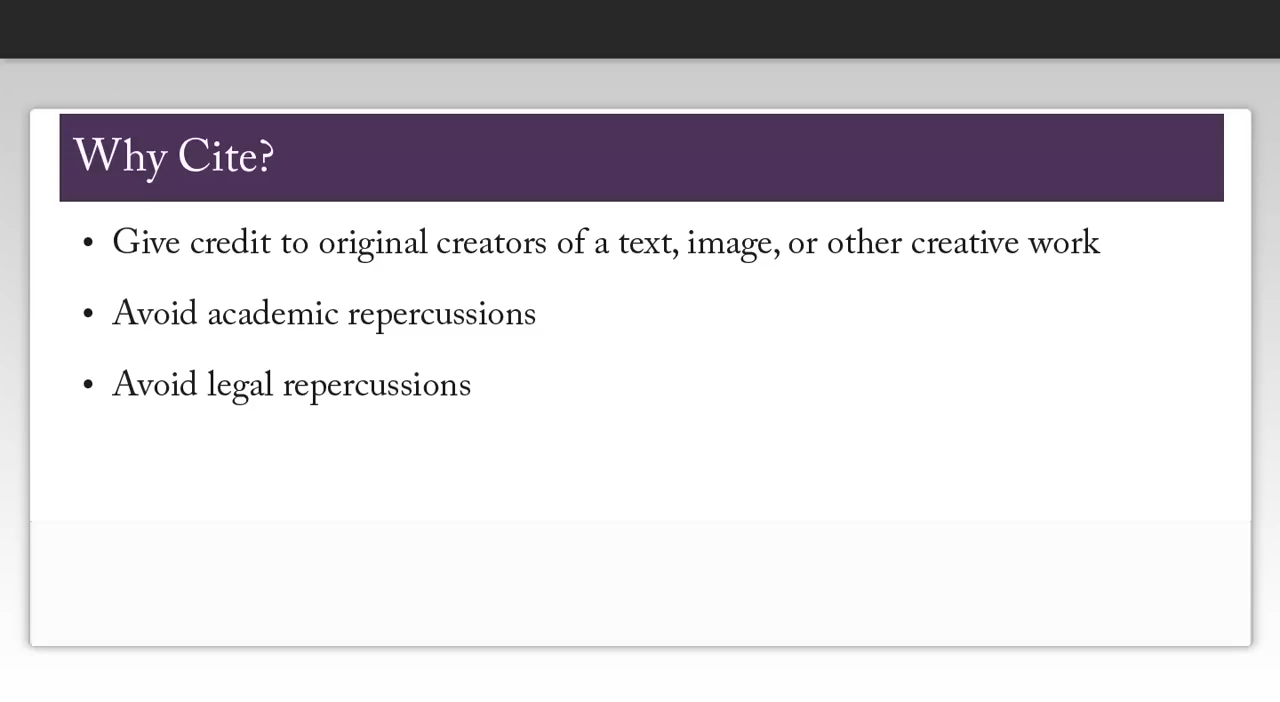 Why Cite?
• Give credit to original creators of a text, image, or other creative work
• Avoid academic repercussions
• Avoid legal repercussions